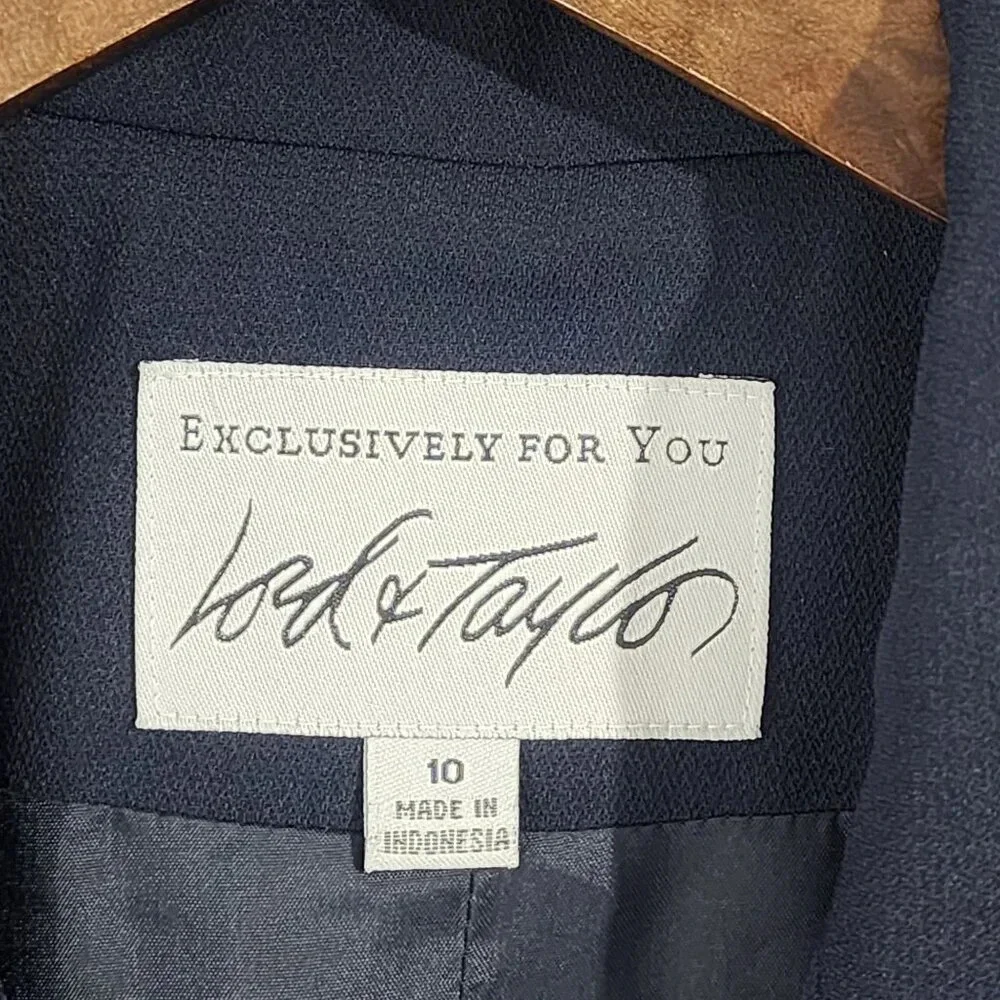 EXCLUSIVELY FOR YOU
Lord & Taylor
10
MADE IN
INDONESIA